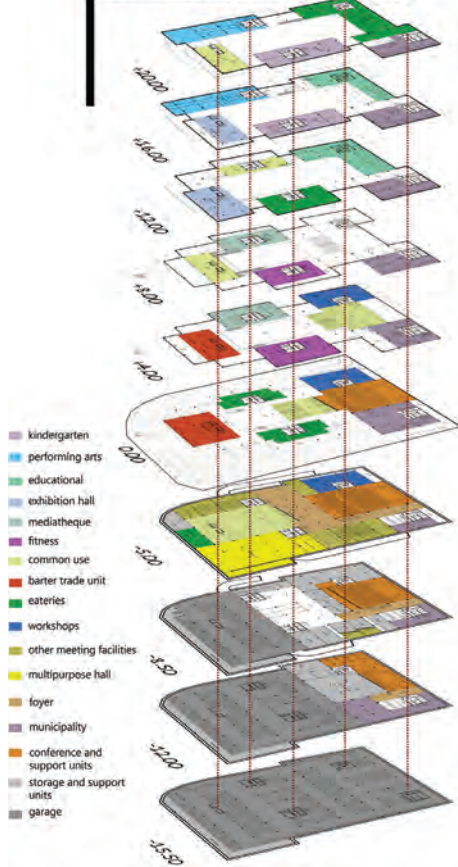 +20.00
+16.00
+12.00
+8.00
+4.00
0.00
-5.00
-8.50
-12.00
-15.50
kindergarten
performing arts
educational
exhibition hall
mediatheque
fitness
common use
barter trade unit
eateries
workshops
other meeting facilities
multipurpose hall
foyer
municipality
conference and
support units
storage and support
units
garage